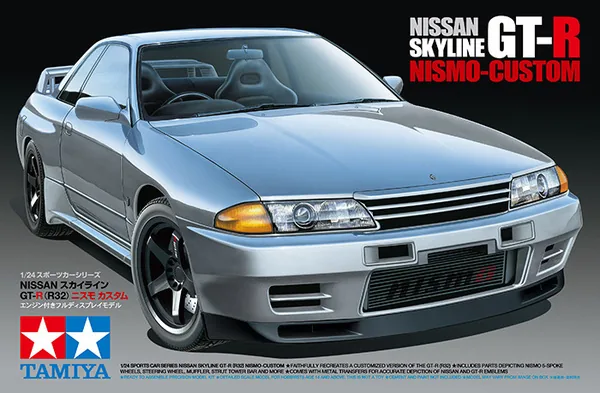 NISSAN
SKYLINE GT-R
NISMO-CUSTOM
1/24 スポーツカーシリーズ
NISSAN スカイライン
GT-R (R32) ニスモ カスタム
エンジン付きフルディスプレイモデル
TAMIYA
1/24 SPORTS CAR SERIES NISSAN SKYLINE GT-R (R32) NISMO-CUSTOM ★FAITHFULLY RECREATES A CUSTOMIZED VERSION OF THE GT-R (R32) ★INCLUDES PARTS DEPICTING NISMO 5-SPOKE
WHEELS, STEERING WHEEL, MUFFLER, STRUT TOWER BAR AND MORE ★COMES WITH METAL TRANSFERS FOR ACCURATE DEPICTION OF NISSAN AND GT-R EMBLEMS